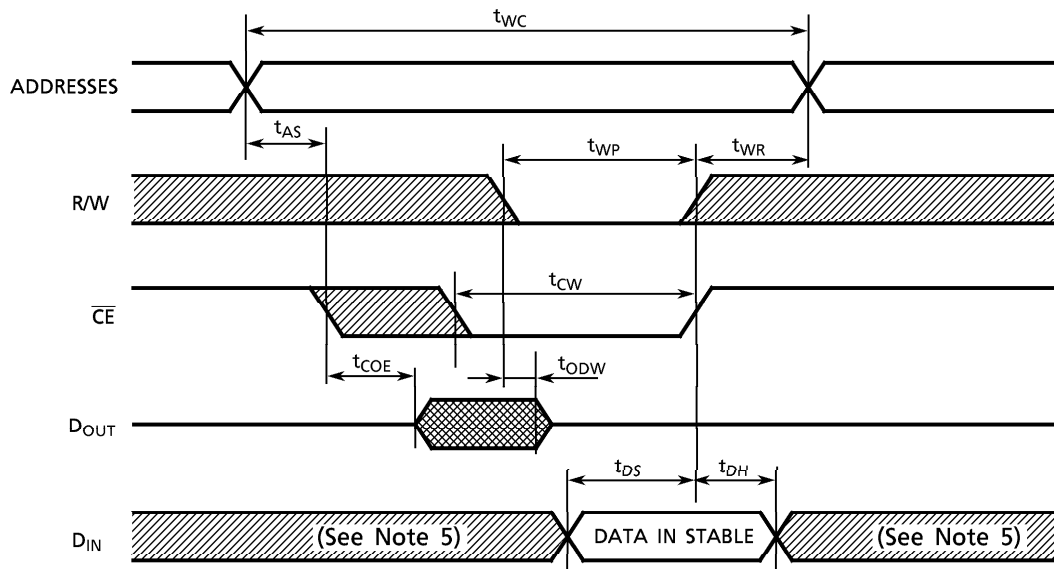 tWC
ADDRESSES
tAS
tWP
tWR
R/W
tCW
CE
tCOE
tODW
DOUT
tDS
tDH
DIN
(See Note 5)
DATA IN STABLE
(See Note 5)